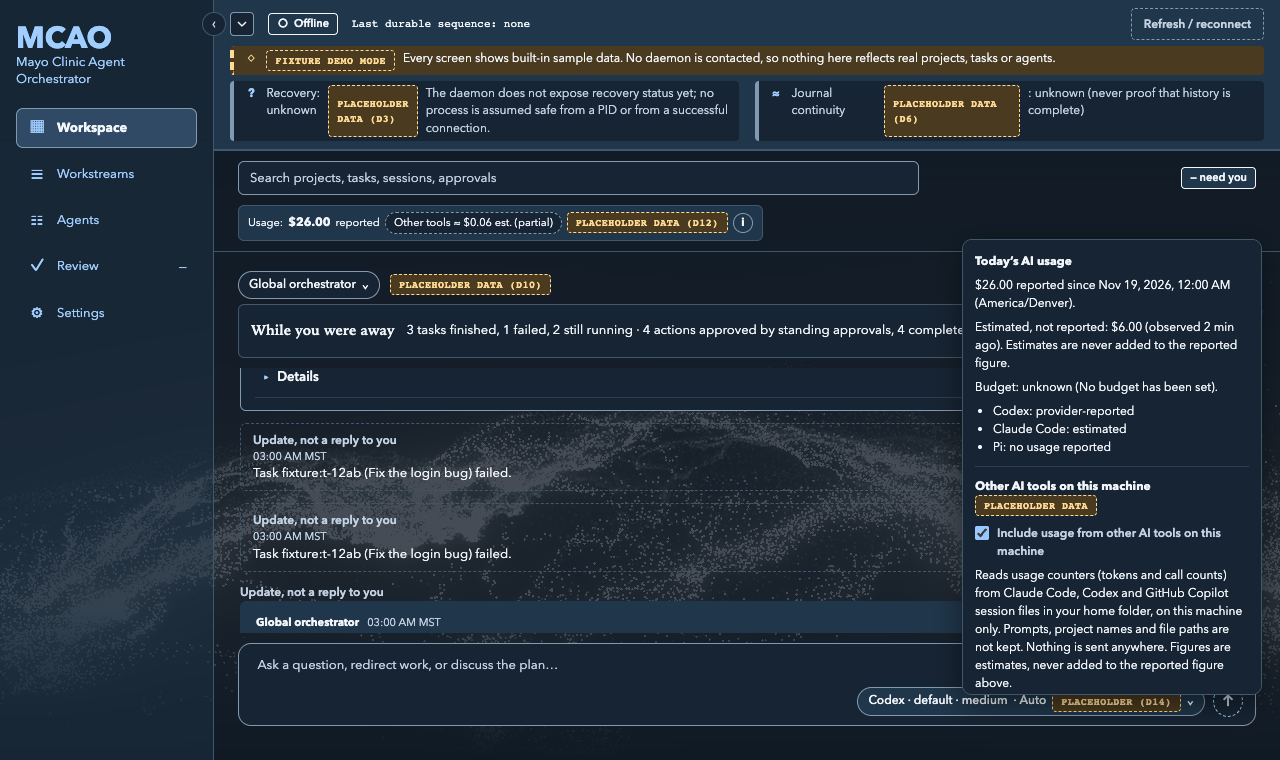 MCAO
Mayo Clinic Agent
Orchestrator
Workspace
Workstreams
Agents
Review –
Settings
Offline Last durable sequence: none
Refresh / reconnect
FIXTURE DEMO MODE Every screen shows built-in sample data. No daemon is contacted, so nothing here reflects real projects, tasks or agents.
? Recovery:
unknown
PLACEHOLDER
DATA (D3)
The daemon does not expose recovery status yet; no
process is assumed safe from a PID or from a successful
connection.
≈ Journal
continuity
PLACEHOLDER DATA
(D6)
: unknown (never proof that history is
complete)
Search projects, tasks, sessions, approvals
– need you
Usage: $26.00 reported Other tools ≈ $0.06 est. (partial) PLACEHOLDER DATA (D12) i
Global orchestrator PLACEHOLDER DATA (D10)
While you were away 3 tasks finished, 1 failed, 2 still running · 4 actions approved by standing approvals, 4 complete
Details
Update, not a reply to you
03:00 AM MST
Task fixture:t-12ab (Fix the login bug) failed.
Update, not a reply to you
03:00 AM MST
Task fixture:t-12ab (Fix the login bug) failed.
Update, not a reply to you
Global orchestrator 03:00 AM MST
Ask a question, redirect work, or discuss the plan…
Codex · default · medium · Auto PLACEHOLDER DATA (D14)
Today's AI usage
$26.00 reported since Nov 19, 2026, 12:00 AM
(America/Denver).
Estimated, not reported: $6.00 (observed 2 min
ago). Estimates are never added to the reported
figure.
Budget: unknown (No budget has been set).
• Codex: provider-reported
• Claude Code: estimated
• Pi: no usage reported
Other AI tools on this machine
PLACEHOLDER DATA
Include usage from other AI tools on this
machine
Reads usage counters (tokens and call counts)
from Claude Code, Codex and GitHub Copilot
session files in your home folder, on this machine
only. Prompts, project names and file paths are
not kept. Nothing is sent anywhere. Figures are
estimates, never added to the reported figure
above.